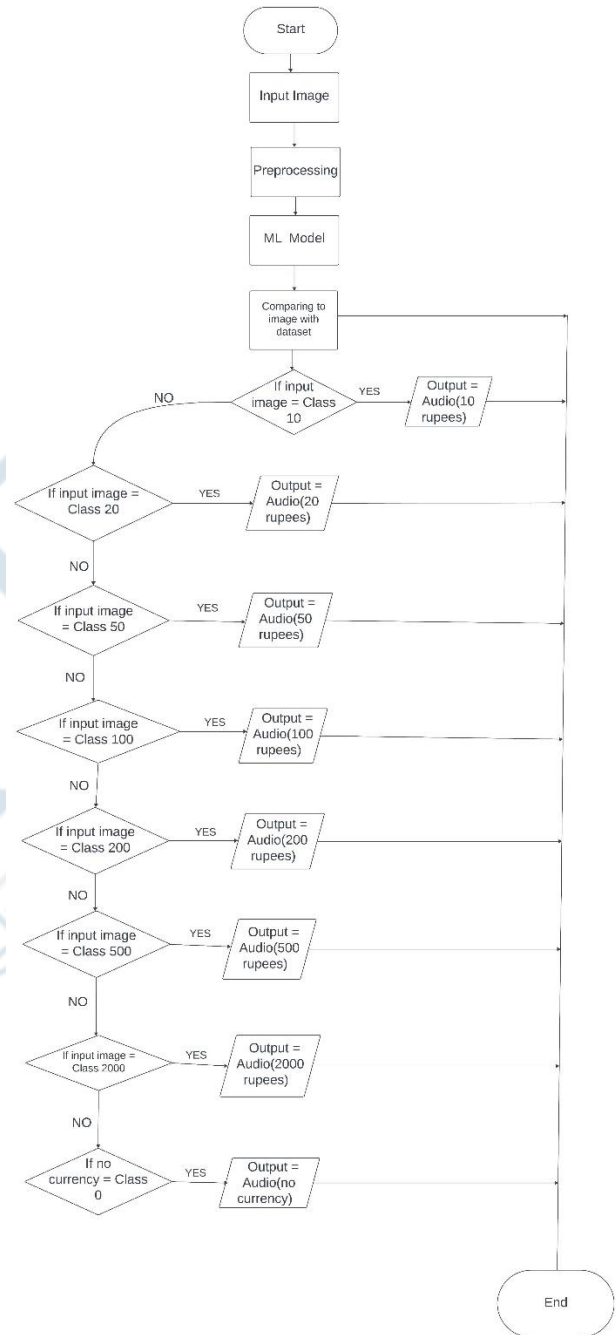 Start
Input Image
Preprocessing
ML Model
Comparing to
image with
dataset
If input
image = Class
10
YES
Output =
Audio(10
rupees)
NO
If input image =
Class 20
YES
Output =
Audio(20
rupees)
NO
If input image
= Class 50
YES
Output =
Audio(50
rupees)
NO
If input image
= Class 100
YES
Output =
Audio(100
rupees)
NO
If input image
= Class 200
YES
Output =
Audio(200
rupees)
NO
If input image
= Class 500
YES
Output =
Audio(500
rupees)
NO
If input image =
Class 2000
YES
Output =
Audio(2000
rupees)
NO
If no
currency = Class
0
YES
Output =
Audio(no
currency)
End